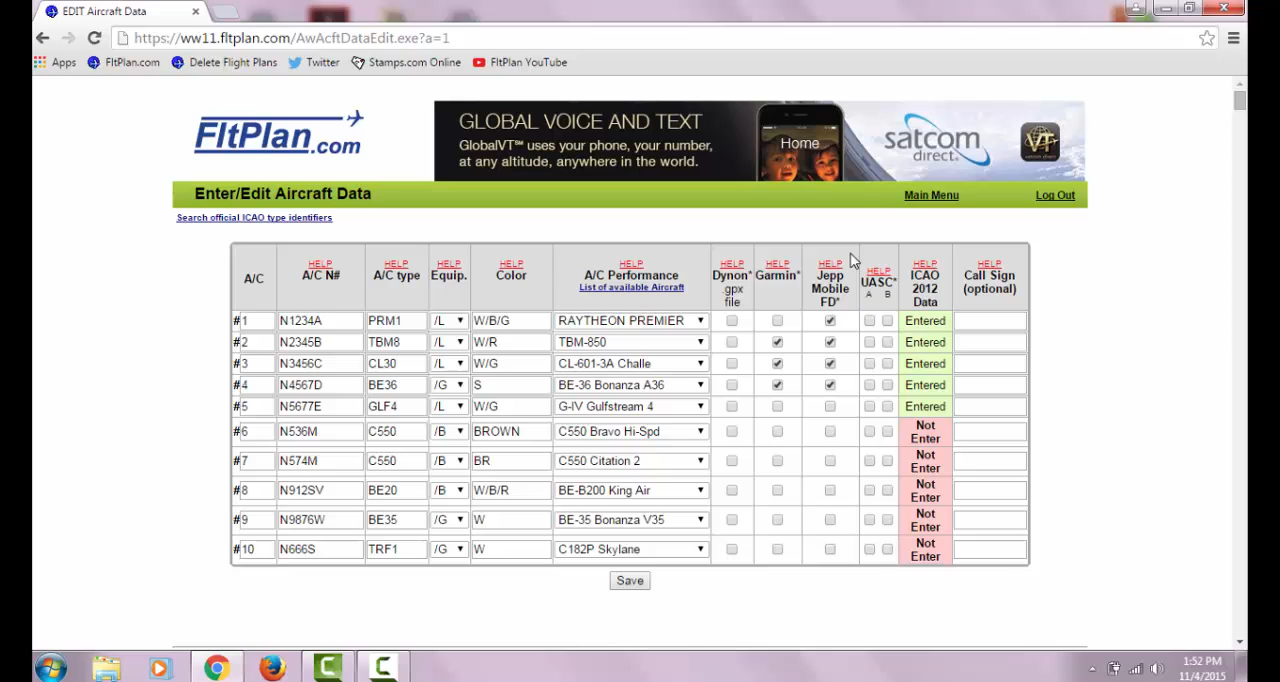 EDIT Aircraft Data
https://ww11.fltplan.com/AwAcftDataEdit.exe?a=1
Apps FltPlan.com Delete Flight Plans Twitter Stamps.com Online FltPlan YouTube
FltPlan.com
GLOBAL VOICE AND TEXT
GlobalVT™ uses your phone, your number,
at any altitude, anywhere in the world.
Home
satcom direct
VT
Enter/Edit Aircraft Data Main Menu Log Out
Search official ICAO type identifiers
A/C HELP A/C N# HELP A/C type HELP Equip. HELP Color HELP A/C Performance List of available Aircraft HELP Dynon* .gpx file HELP Garmin* HELP Jepp Mobile FD* HELP UASC* A B HELP ICAO 2012 Data HELP Call Sign (optional)
#1 N1234A PRM1 /L W/B/G RAYTHEON PREMIER Entered
#2 N2345B TBM8 /L W/R TBM-850 Entered
#3 N3456C CL30 /L W/G CL-601-3A Challe Entered
#4 N4567D BE36 /G S BE-36 Bonanza A36 Entered
#5 N5677E GLF4 /L W/G G-IV Gulfstream 4 Entered
#6 N536M C550 /B BROWN C550 Bravo Hi-Spd Not Enter
#7 N574M C550 /B BR C550 Citation 2 Not Enter
#8 N912SV BE20 /B W/B/R BE-B200 King Air Not Enter
#9 N9876W BE35 /G W BE-35 Bonanza V35 Not Enter
#10 N666S TRF1 /G W C182P Skylane Not Enter
Save
1:52 PM
11/4/2015